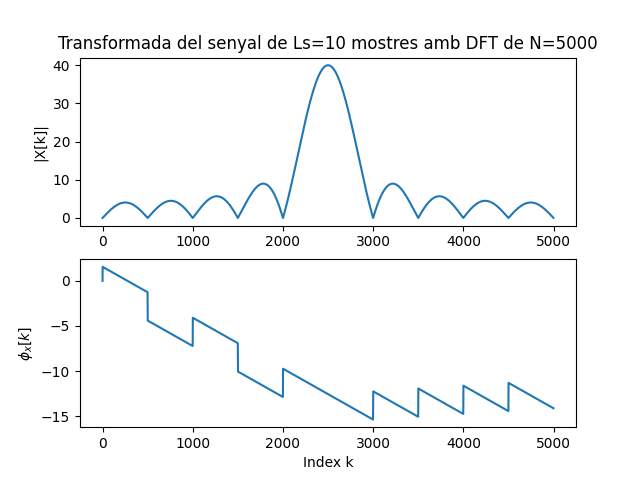 Transformada del senyal de Ls=10 mostres amb DFT de N=5000
|X[k]|
40
30
20
10
0
0 1000 2000 3000 4000 5000
ϕx[k]
0
−5
−10
−15
0 1000 2000 3000 4000 5000
Index k